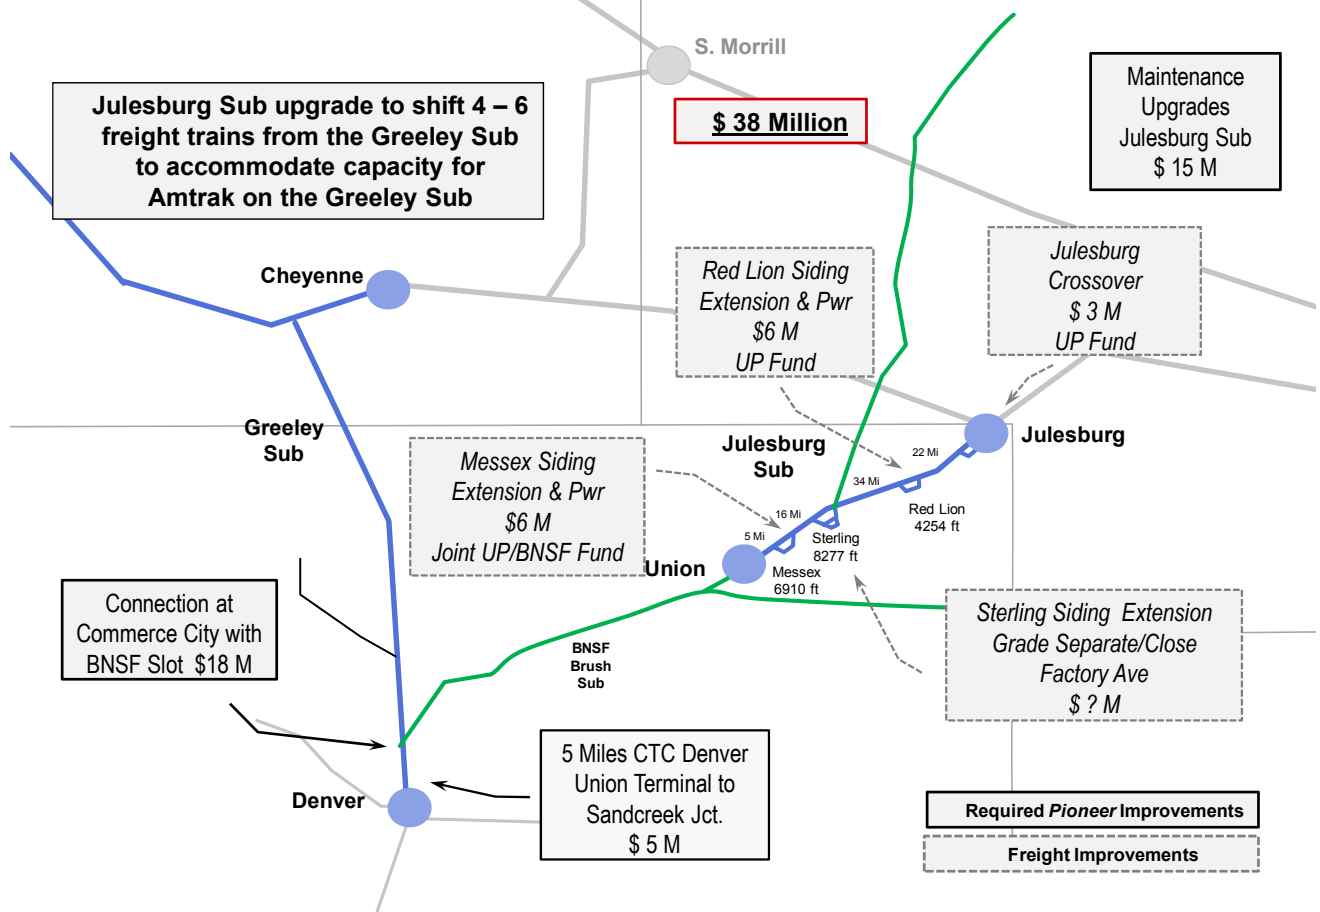 S. Morrill
Julesburg Sub upgrade to shift 4 – 6
freight trains from the Greeley Sub
to accommodate capacity for
Amtrak on the Greeley Sub
$ 38 Million
Maintenance
Upgrades
Julesburg Sub
$ 15 M
Cheyenne
Red Lion Siding
Extension & Pwr
$6 M
UP Fund
Julesburg
Crossover
$ 3 M
UP Fund
Greeley
Sub
Messex Siding
Extension & Pwr
$6 M
Joint UP/BNSF Fund
Julesburg
Sub
Julesburg
22 Mi
34 Mi
16 Mi
5 Mi
Red Lion
4254 ft
Sterling
8277 ft
Union
Messex
6910 ft
Connection at
Commerce City with
BNSF Slot $18 M
BNSF
Brush
Sub
Sterling Siding Extension
Grade Separate/Close
Factory Ave
$ ? M
Denver
5 Miles CTC Denver
Union Terminal to
Sandcreek Jct.
$ 5 M
Required Pioneer Improvements
Freight Improvements